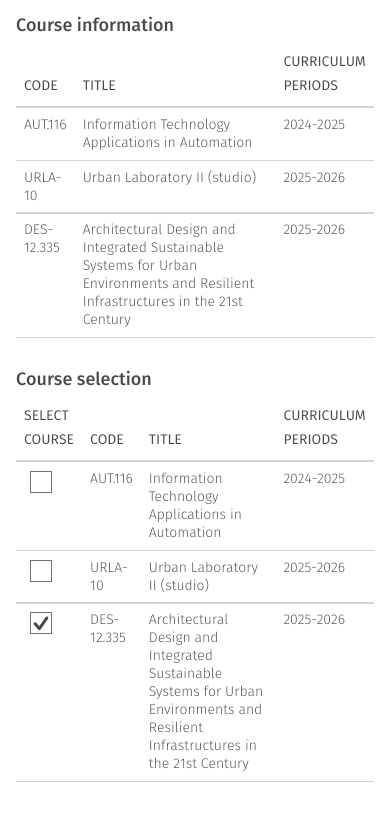 Course information
CURRICULUM
CODE TITLE PERIODS
AUT.116 Information Technology 2024-2025
Applications in Automation
URLA- Urban Laboratory II (studio) 2025-2026
10
DES- Architectural Design and 2025-2026
12.335 Integrated Sustainable
Systems for Urban
Environments and Resilient
Infrastructures in the 21st
Century
Course selection
SELECT CURRICULUM
COURSE CODE TITLE PERIODS
AUT.116 Information 2024-2025
Technology
Applications in
Automation
URLA- Urban Laboratory 2025-2026
10 II (studio)
DES- Architectural 2025-2026
12.335 Design and
Integrated
Sustainable
Systems for Urban
Environments and
Resilient
Infrastructures in
the 21st Century